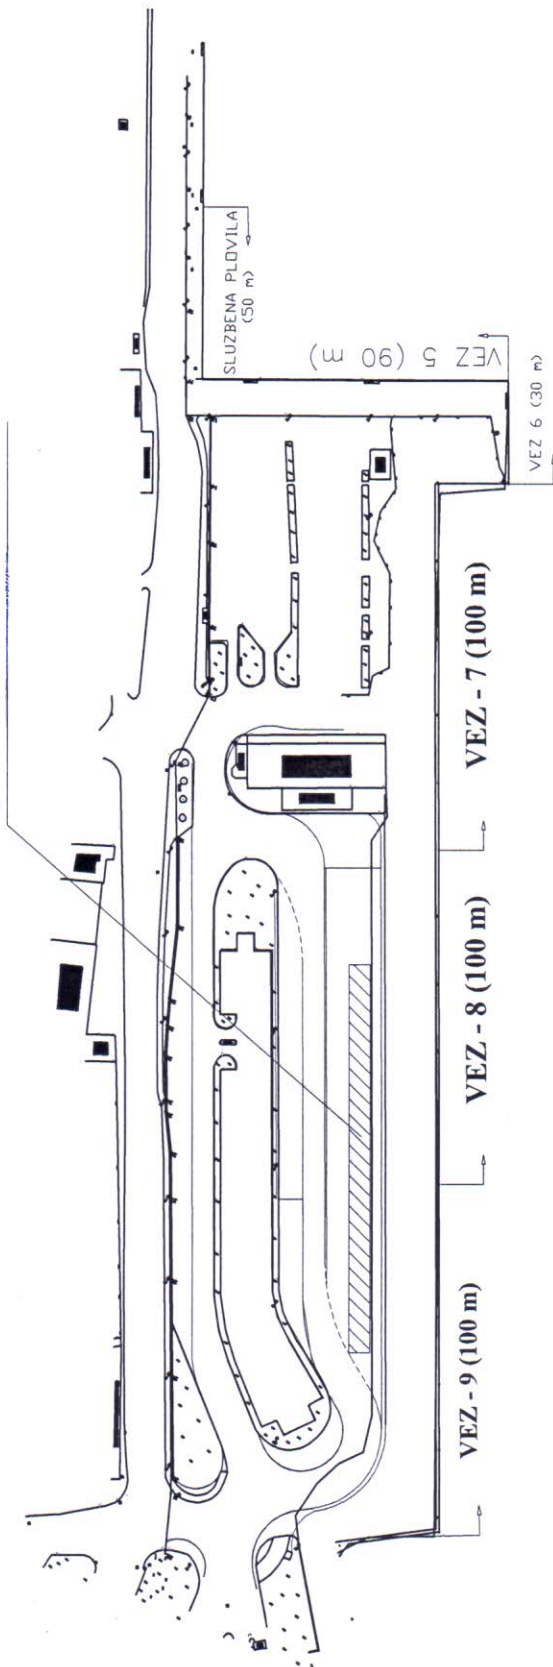 SLUZBENA PLOVILA
(50 m)
VEZ 5 (90 m)
VEZ 6 (30 m)
VEZ - 7 (100 m)
VEZ - 8 (100 m)
VEZ - 9 (100 m)